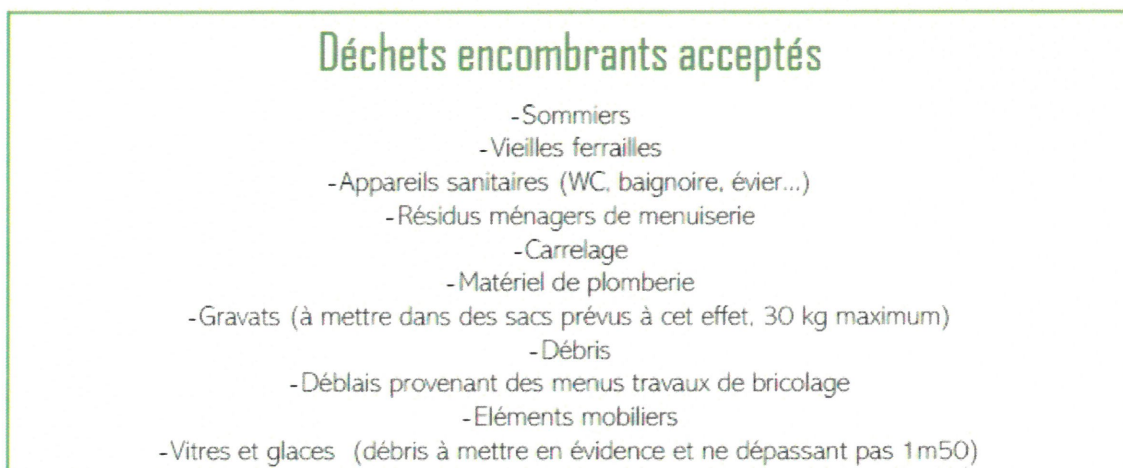 Déchets encombrants acceptés
-Sommiers
-Vieilles ferrailles
-Appareils sanitaires (WC, baignoire, évier...)
-Résidus ménagers de menuiserie
-Carrelage
-Matériel de plomberie
-Gravats (à mettre dans des sacs prévus à cet effet, 30 kg maximum)
-Débris
-Déblais provenant des menus travaux de bricolage
-Eléments mobiliers
-Vitres et glaces (débris à mettre en évidence et ne dépassant pas 1m50)